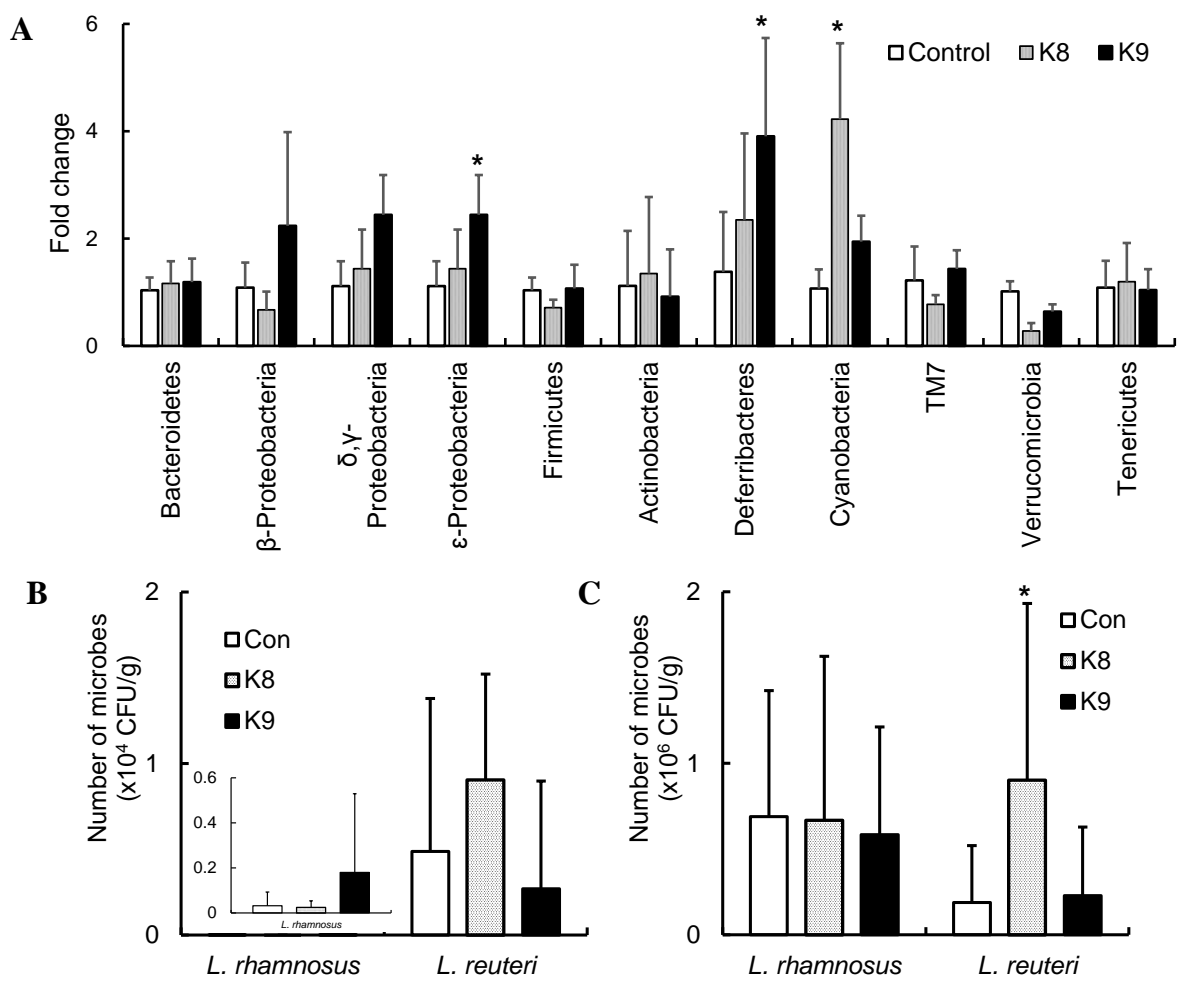 A
6
4
2
0
Fold change
* * * *
Control K8 K9
Bacteroidetes
β-Proteobacteria
δ,γ-
Proteobacteria
ε-Proteobacteria
Firmicutes
Actinobacteria
Deferribacteres
Cyanobacteria
TM7
Verrucomicrobia
Tenericutes
B
Number of microbes
(x10⁴ CFU/g)
2
1
0
Con
K8
K9
0.6
0.4
0.2
0
L. rhamnosus
L. rhamnosus L. reuteri
C
Number of microbes
(x10⁶ CFU/g)
2
1
0
*
Con
K8
K9
L. rhamnosus L. reuteri